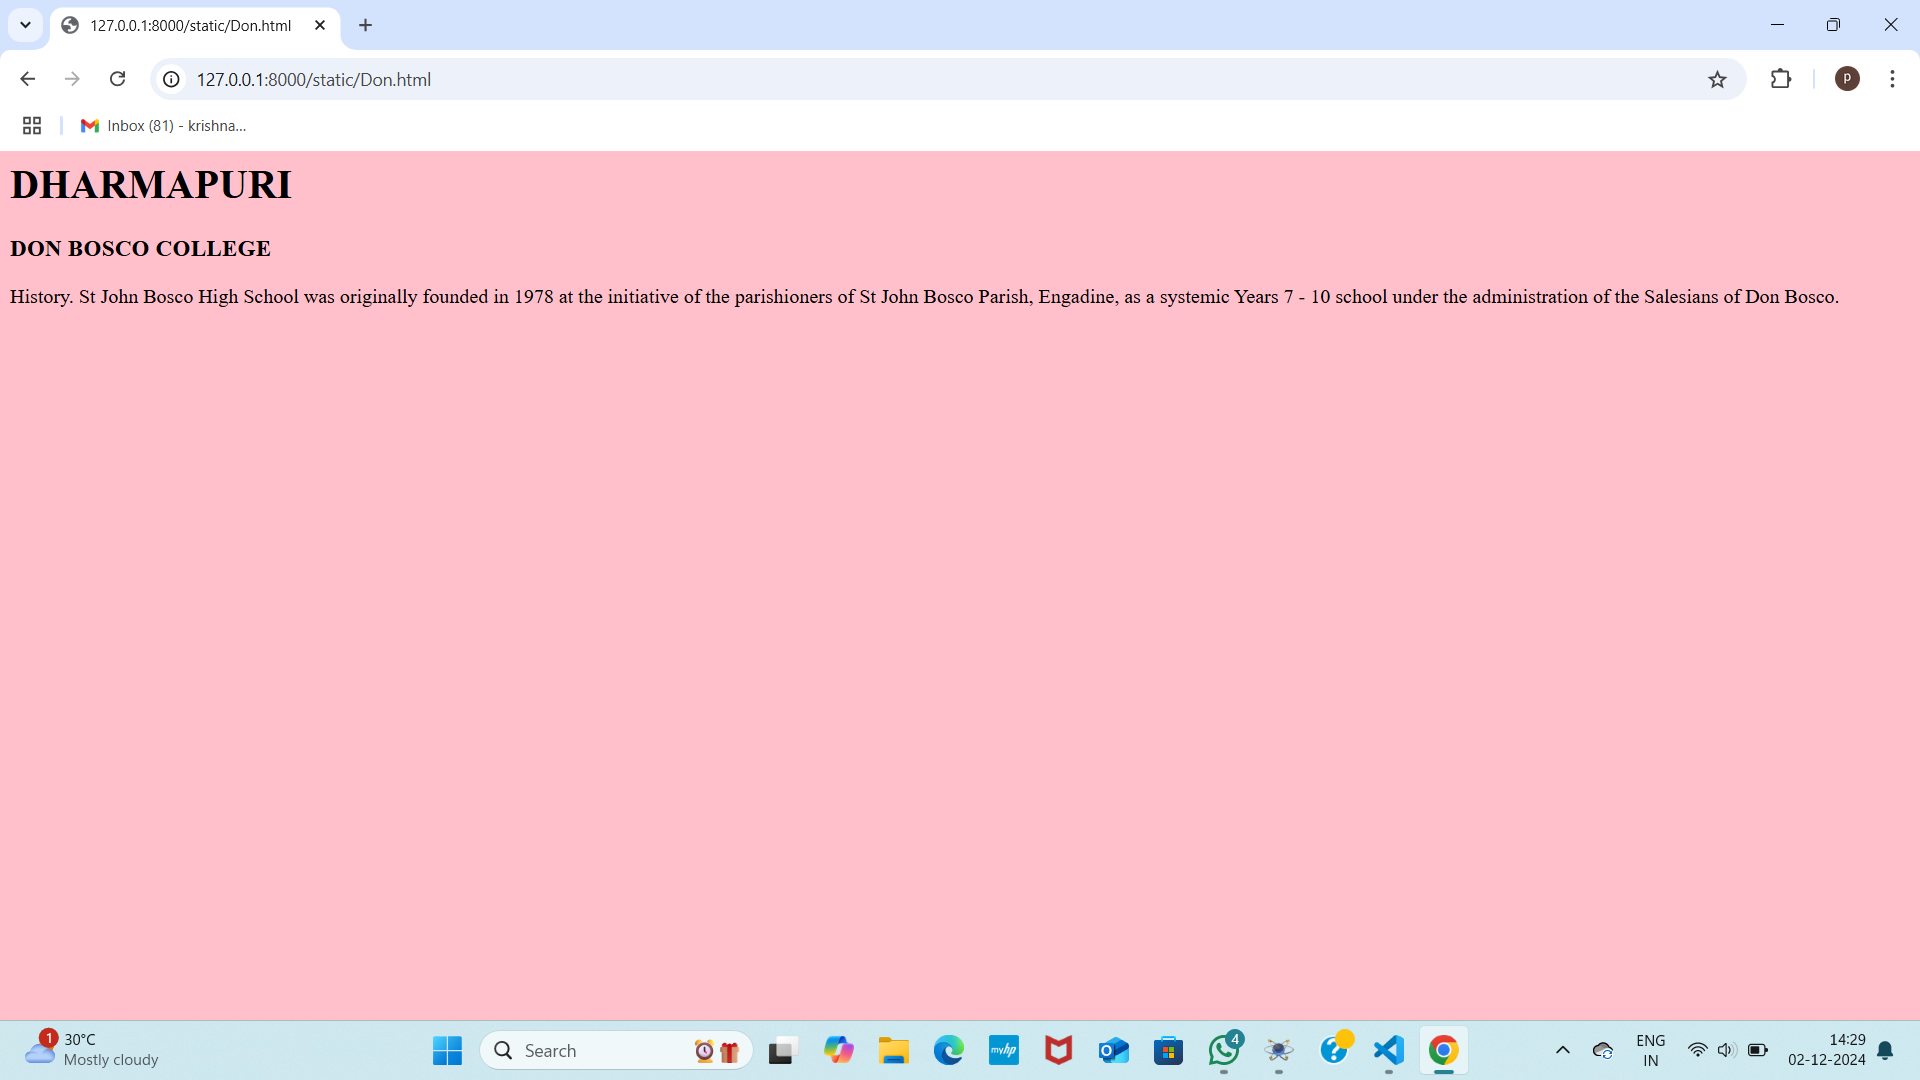 127.0.0.1:8000/static/Don.html
127.0.0.1:8000/static/Don.html
P
Inbox (81) - krishna...
DHARMAPURI
DON BOSCO COLLEGE
History. St John Bosco High School was originally founded in 1978 at the initiative of the parishioners of St John Bosco Parish, Engadine, as a systemic Years 7 - 10 school under the administration of the Salesians of Don Bosco.
1
30°C
Mostly cloudy
Search
myhp
4
ENG
IN
14:29
02-12-2024